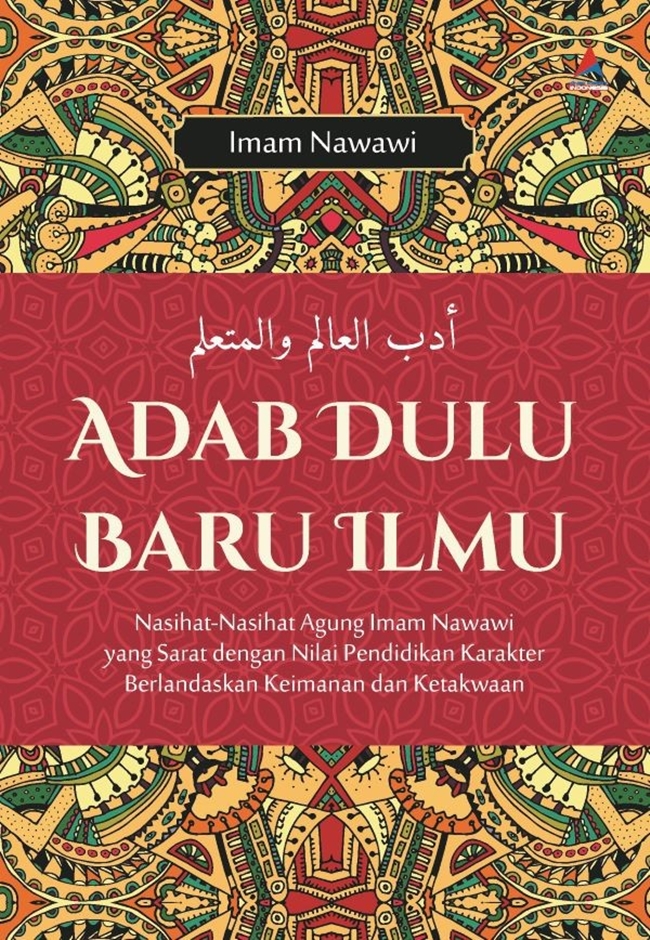 Imam Nawawi
أدب العالم والمتعلم
ADAB DULU
BARU ILMU
Nasihat-Nasihat Agung Imam Nawawi
yang Sarat dengan Nilai Pendidikan Karakter
Berlandaskan Keimanan dan Ketakwaan